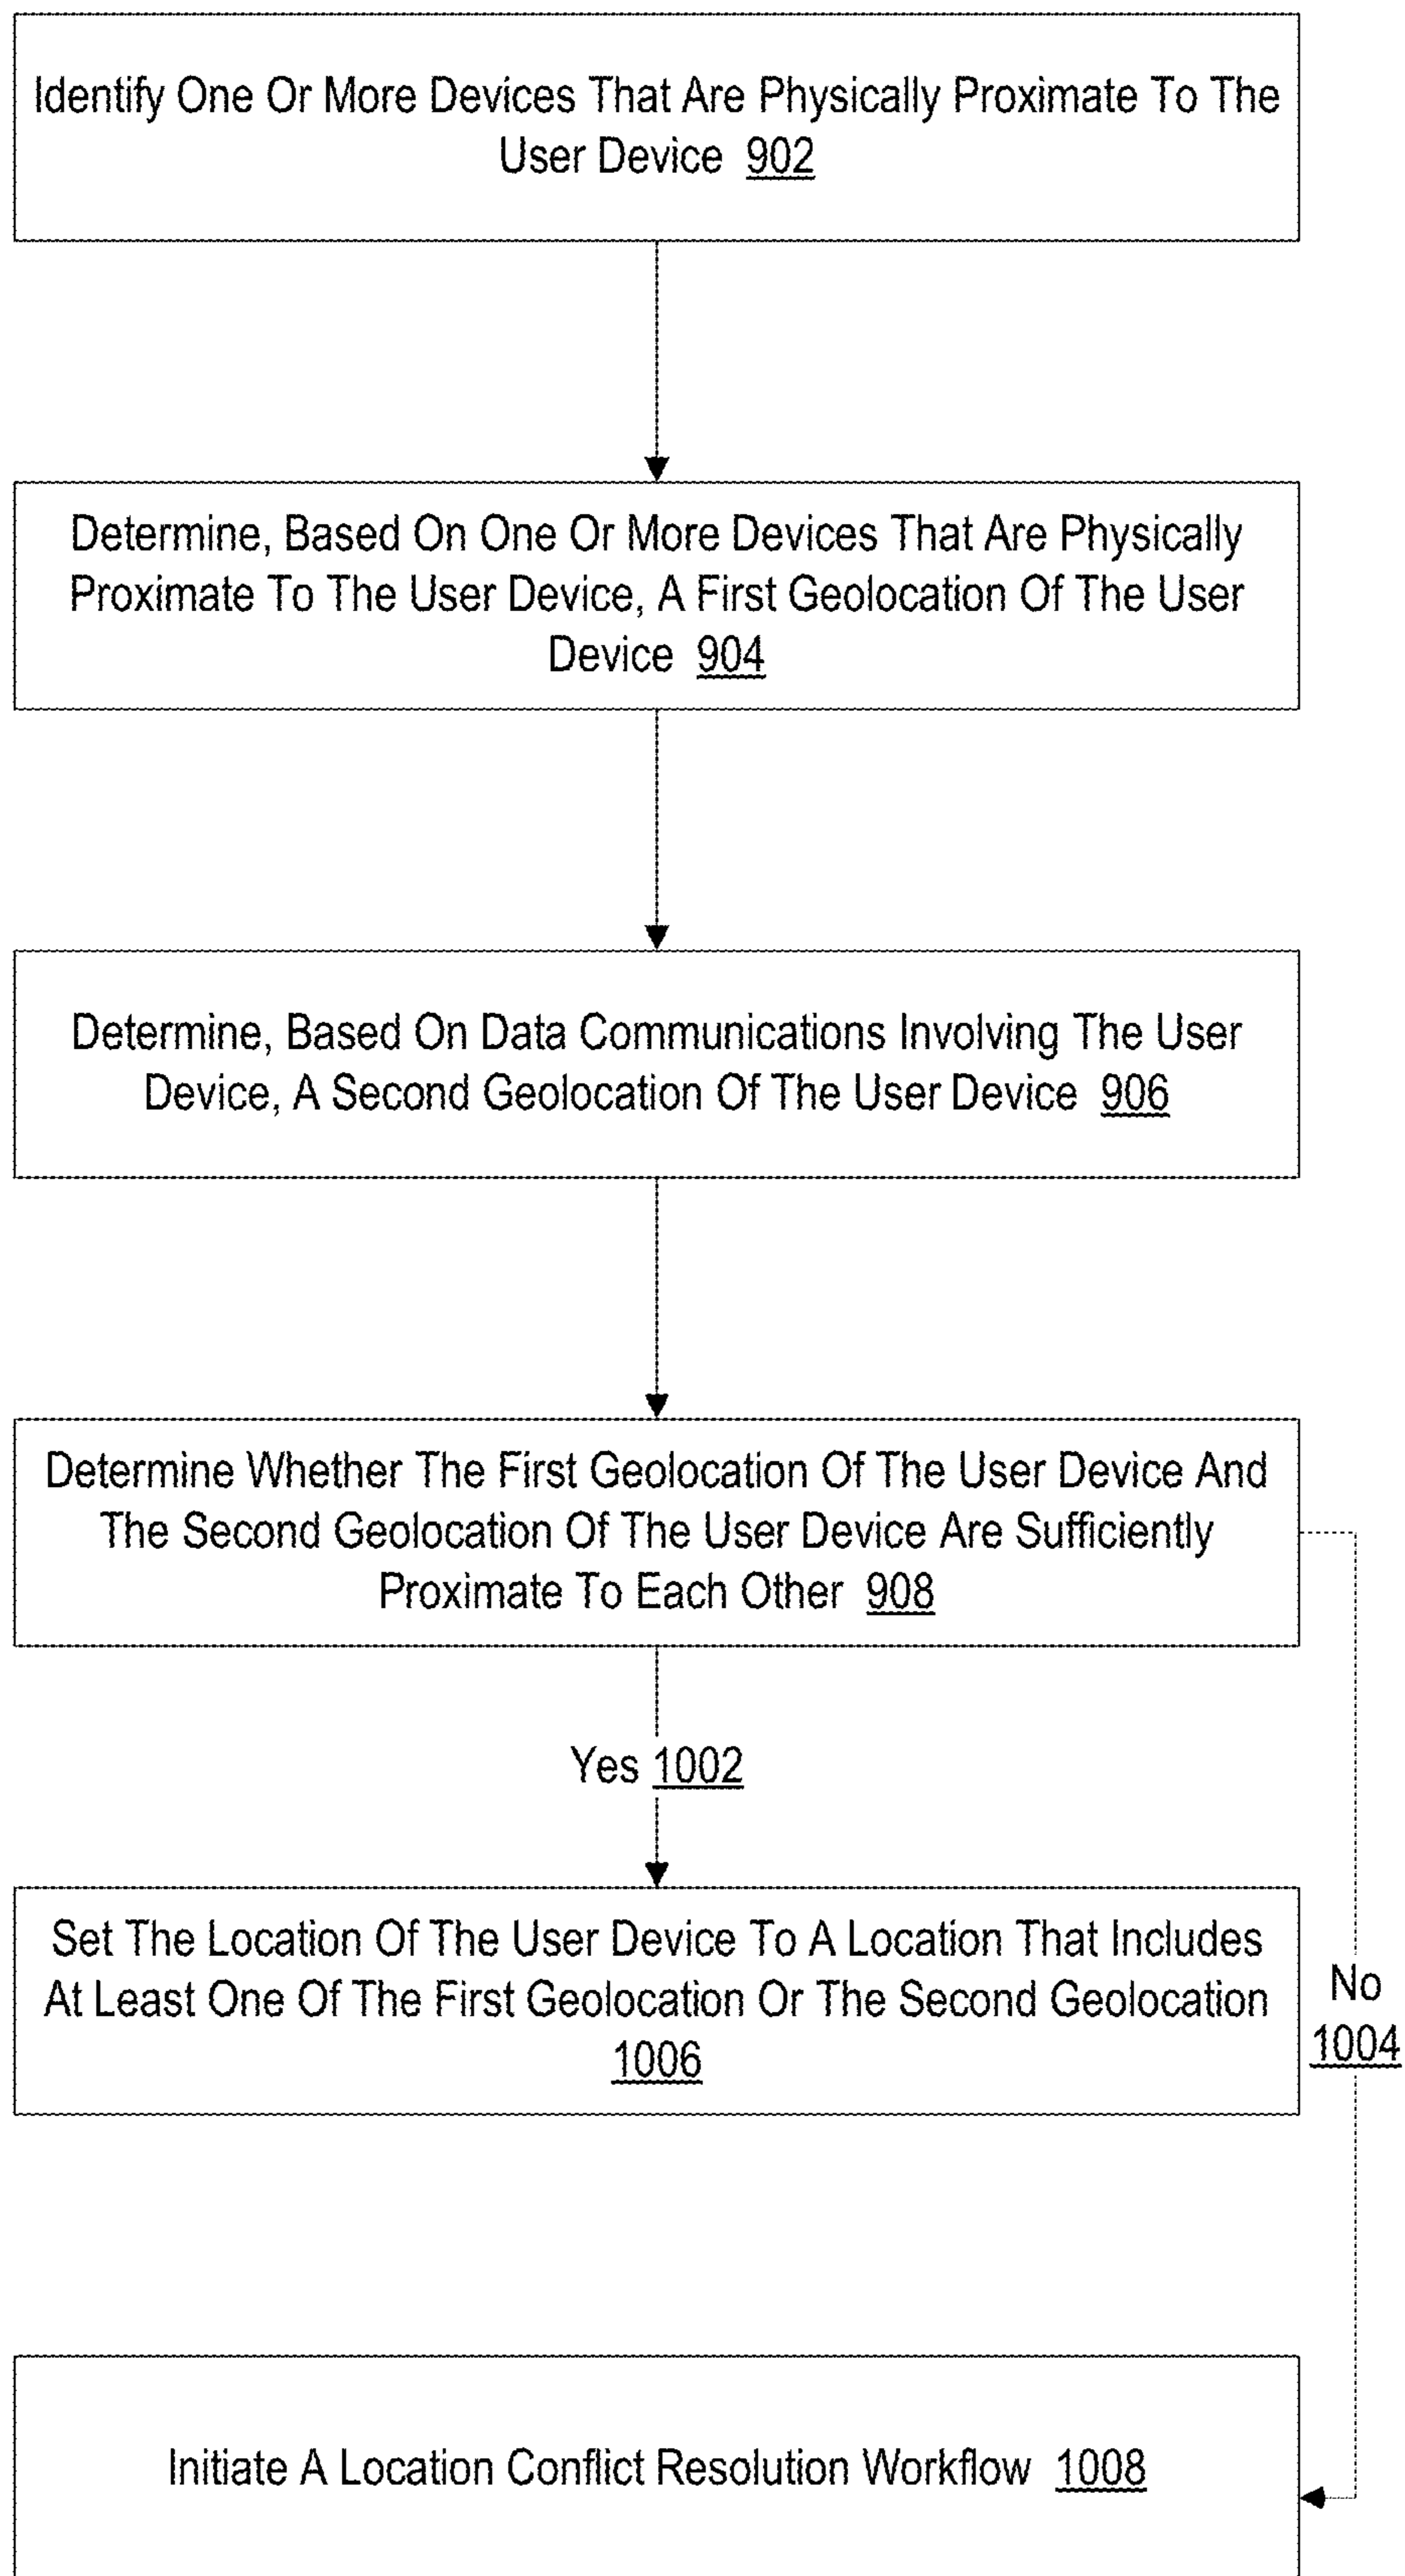 Identify One Or More Devices That Are Physically Proximate To The
User Device 902
Determine, Based On One Or More Devices That Are Physically
Proximate To The User Device, A First Geolocation Of The User
Device 904
Determine, Based On Data Communications Involving The User
Device, A Second Geolocation Of The User Device 906
Determine Whether The First Geolocation Of The User Device And
The Second Geolocation Of The User Device Are Sufficiently
Proximate To Each Other 908
Yes 1002
Set The Location Of The User Device To A Location That Includes
At Least One Of The First Geolocation Or The Second Geolocation
1006
No
1004
Initiate A Location Conflict Resolution Workflow 1008